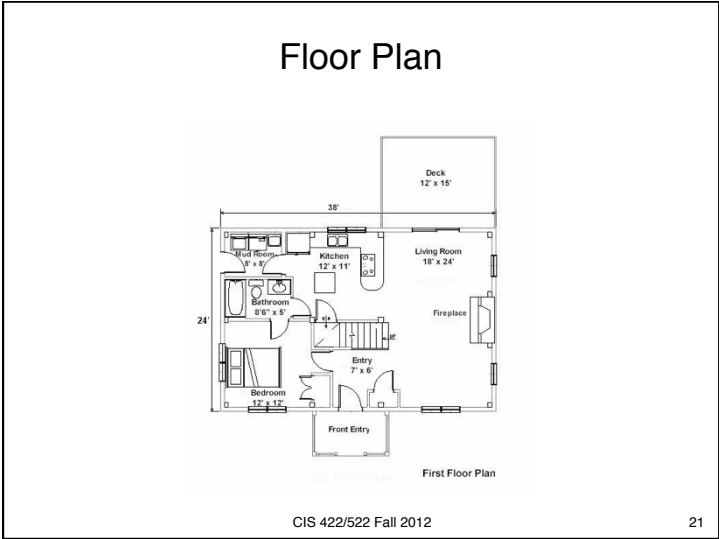 Floor Plan
Deck
12' x 15'
38'
Mud Room
8' x 8'
Kitchen
12' x 11'
Living Room
18' x 24'
Bathroom
8'6" x 5'
Fireplace
24'
UP
Entry
7' x 6'
Bedroom
12' x 12'
Front Entry
First Floor Plan
CIS 422/522 Fall 2012
21